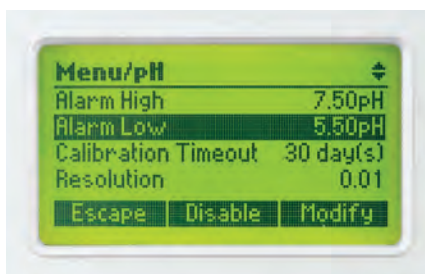 Menu/pH
Alarm High 7.50pH
Alarm Low 5.50pH
Calibration Timeout 30 day(s)
Resolution 0.01
Escape Disable Modify